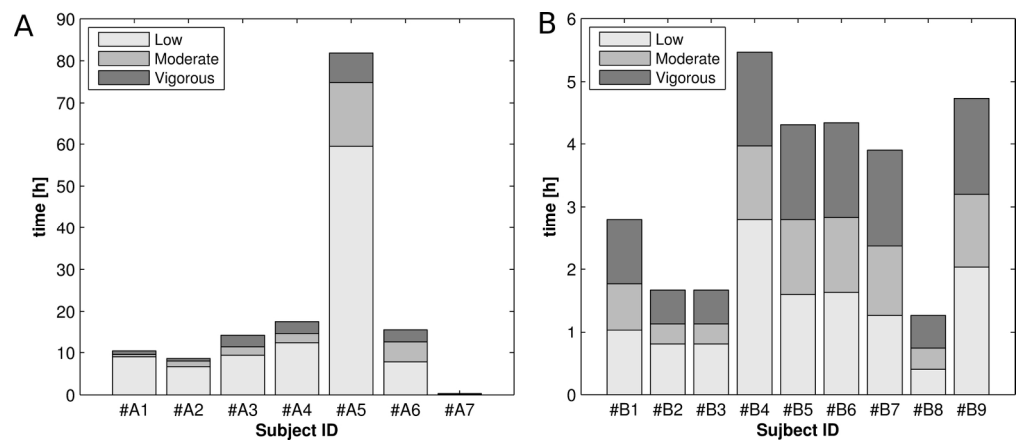 A
90
80
70
60
50
40
30
20
10
0
time [h]
Low
Moderate
Vigorous
#A1 #A2 #A3 #A4 #A5 #A6 #A7
Subject ID
B
6
5
4
3
2
1
0
time [h]
Low
Moderate
Vigorous
#B1 #B2 #B3 #B4 #B5 #B6 #B7 #B8 #B9
Sujbect ID